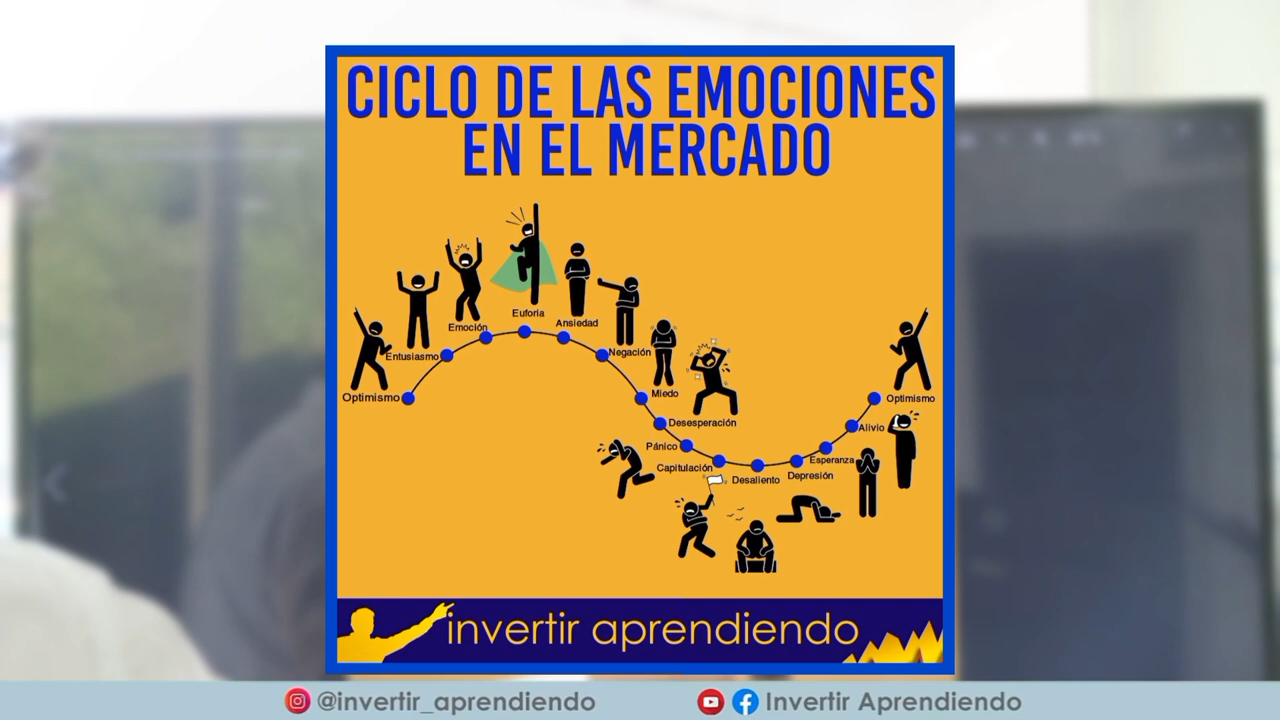 CICLO DE LAS EMOCIONES
EN EL MERCADO
Optimismo
Entusiasmo
Emoción
Euforia
Ansiedad
Negación
Miedo
Desesperación
Pánico
Capitulación
Desaliento
Depresión
Esperanza
Alivio
Optimismo
invertir aprendiendo
@invertir_aprendiendo
Invertir Aprendiendo